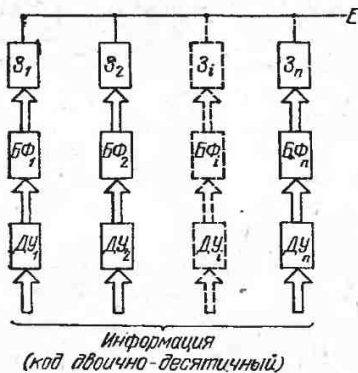 E
З₁ З₂ Зᵢ Зₙ
БФ₁ БФ₂ БФᵢ БФₙ
ДУ₁ ДУ₂ ДУᵢ ДУₙ
Информация
(код двоично-десятичный)